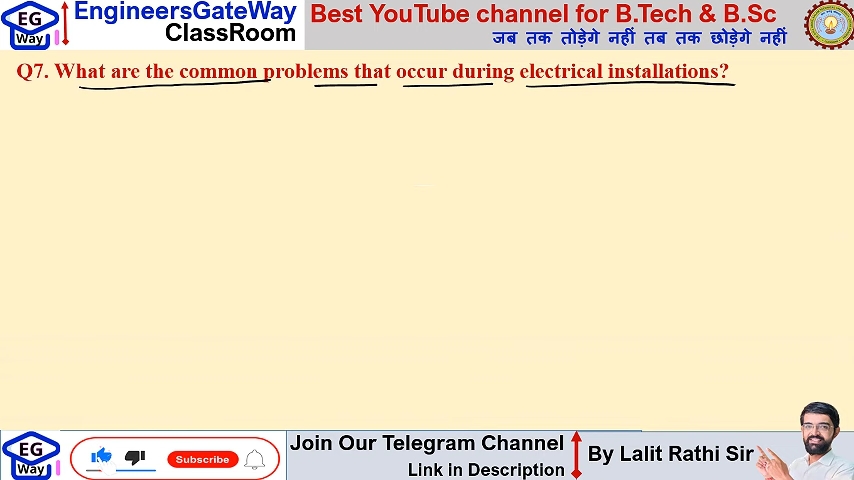 EG
Way
EngineersGateWay
ClassRoom
Best YouTube channel for B.Tech & B.Sc
जब तक तोड़ेगे नहीं तब तक छोड़ेगे नहीं
Q7. What are the common problems that occur during electrical installations?
EG
Way
Subscribe
Join Our Telegram Channel
Link in Description
By Lalit Rathi Sir